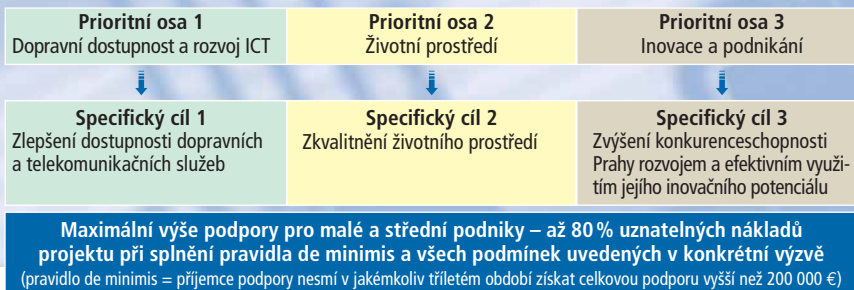 Prioritní osa 1
Dopravní dostupnost a rozvoj ICT
Prioritní osa 2
Životní prostředí
Prioritní osa 3
Inovace a podnikání
Specifický cíl 1
Zlepšení dostupnosti dopravních
a telekomunikačních služeb
Specifický cíl 2
Zkvalitnění životního prostředí
Specifický cíl 3
Zvýšení konkurenceschopnosti
Prahy rozvojem a efektivním využi-
tím jejího inovačního potenciálu
Maximální výše podpory pro malé a střední podniky – až 80 % uznatelných nákladů
projektu při splnění pravidla de minimis a všech podmínek uvedených v konkrétní výzvě
(pravidlo de minimis = příjemce podpory nesmí v jakémkoliv tříletém období získat celkovou podporu vyšší než 200 000 €)